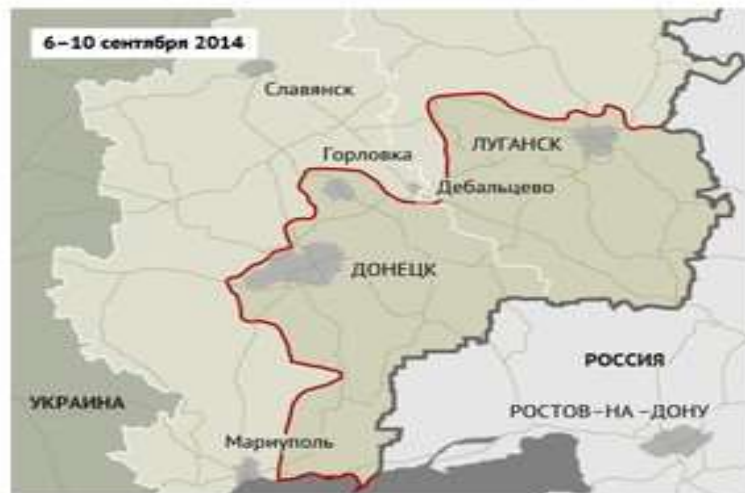 6–10 сентября 2014
Славянск
ЛУГАНСК
Горловка
Дебальцево
ДОНЕЦК
РОССИЯ
УКРАИНА
РОСТОВ-НА -ДОНУ
Мариуполь